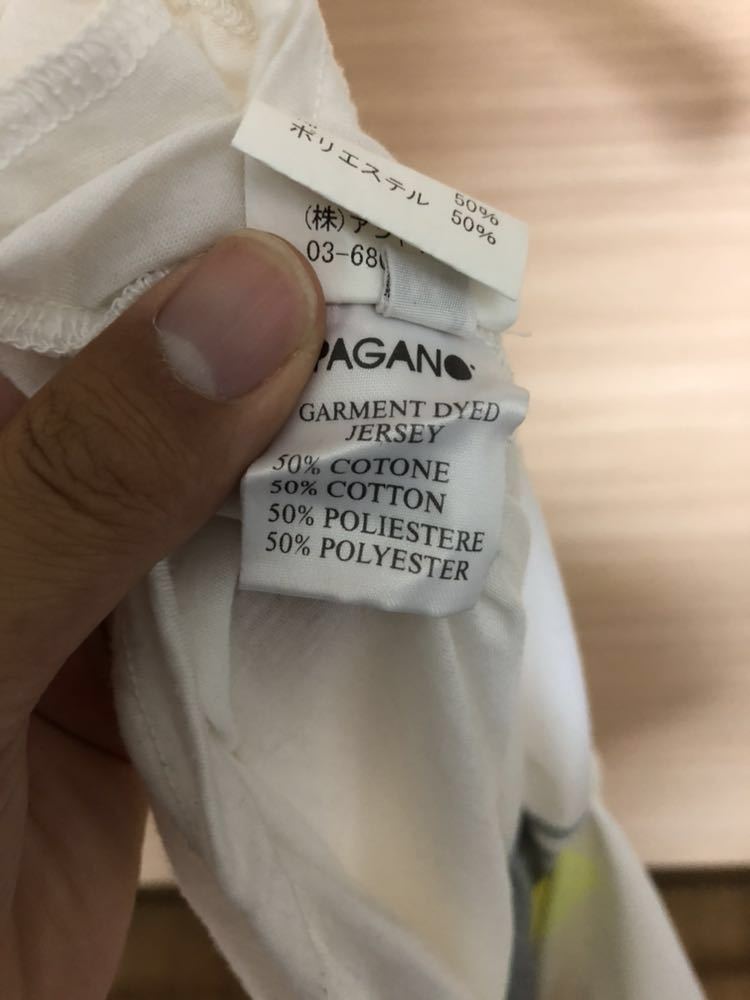 ポリエステル 50%
50%
(株)ア
03-68
PAGANO
GARMENT DYED
JERSEY
50% COTONE
50% COTTON
50% POLIESTERE
50% POLYESTER